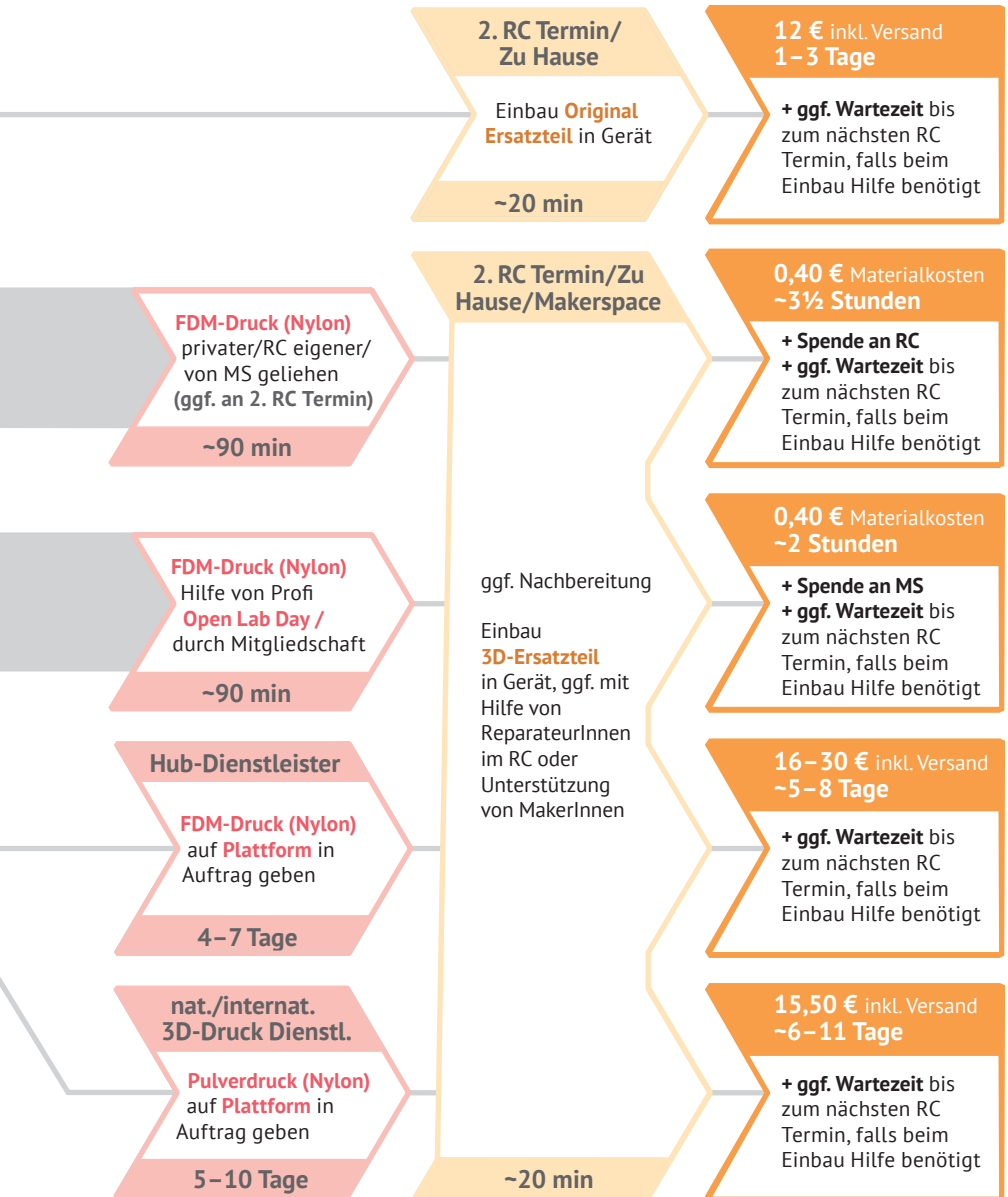 2. RC Termin/
Zu Hause
Einbau Original
Ersatzteil in Gerät
~20 min
12 € inkl. Versand
1–3 Tage
+ ggf. Wartezeit bis
zum nächsten RC
Termin, falls beim
Einbau Hilfe benötigt
FDM-Druck (Nylon)
privater/RC eigener/
von MS geliehen
(ggf. an 2. RC Termin)
~90 min
2. RC Termin/Zu
Hause/Makerspace
0,40 € Materialkosten
~3½ Stunden
+ Spende an RC
+ ggf. Wartezeit bis
zum nächsten RC
Termin, falls beim
Einbau Hilfe benötigt
FDM-Druck (Nylon)
Hilfe von Profi
Open Lab Day /
durch Mitgliedschaft
~90 min
ggf. Nachbereitung
Einbau
3D-Ersatzteil
in Gerät, ggf. mit
Hilfe von
ReparateurInnen
im RC oder
Unterstützung
von MakerInnen
0,40 € Materialkosten
~2 Stunden
+ Spende an MS
+ ggf. Wartezeit bis
zum nächsten RC
Termin, falls beim
Einbau Hilfe benötigt
Hub-Dienstleister
FDM-Druck (Nylon)
auf Plattform in
Auftrag geben
4–7 Tage
16–30 € inkl. Versand
~5–8 Tage
+ ggf. Wartezeit bis
zum nächsten RC
Termin, falls beim
Einbau Hilfe benötigt
nat./internat.
3D-Druck Dienstl.
Pulverdruck (Nylon)
auf Plattform in
Auftrag geben
5–10 Tage
~20 min
15,50 € inkl. Versand
~6–11 Tage
+ ggf. Wartezeit bis
zum nächsten RC
Termin, falls beim
Einbau Hilfe benötigt